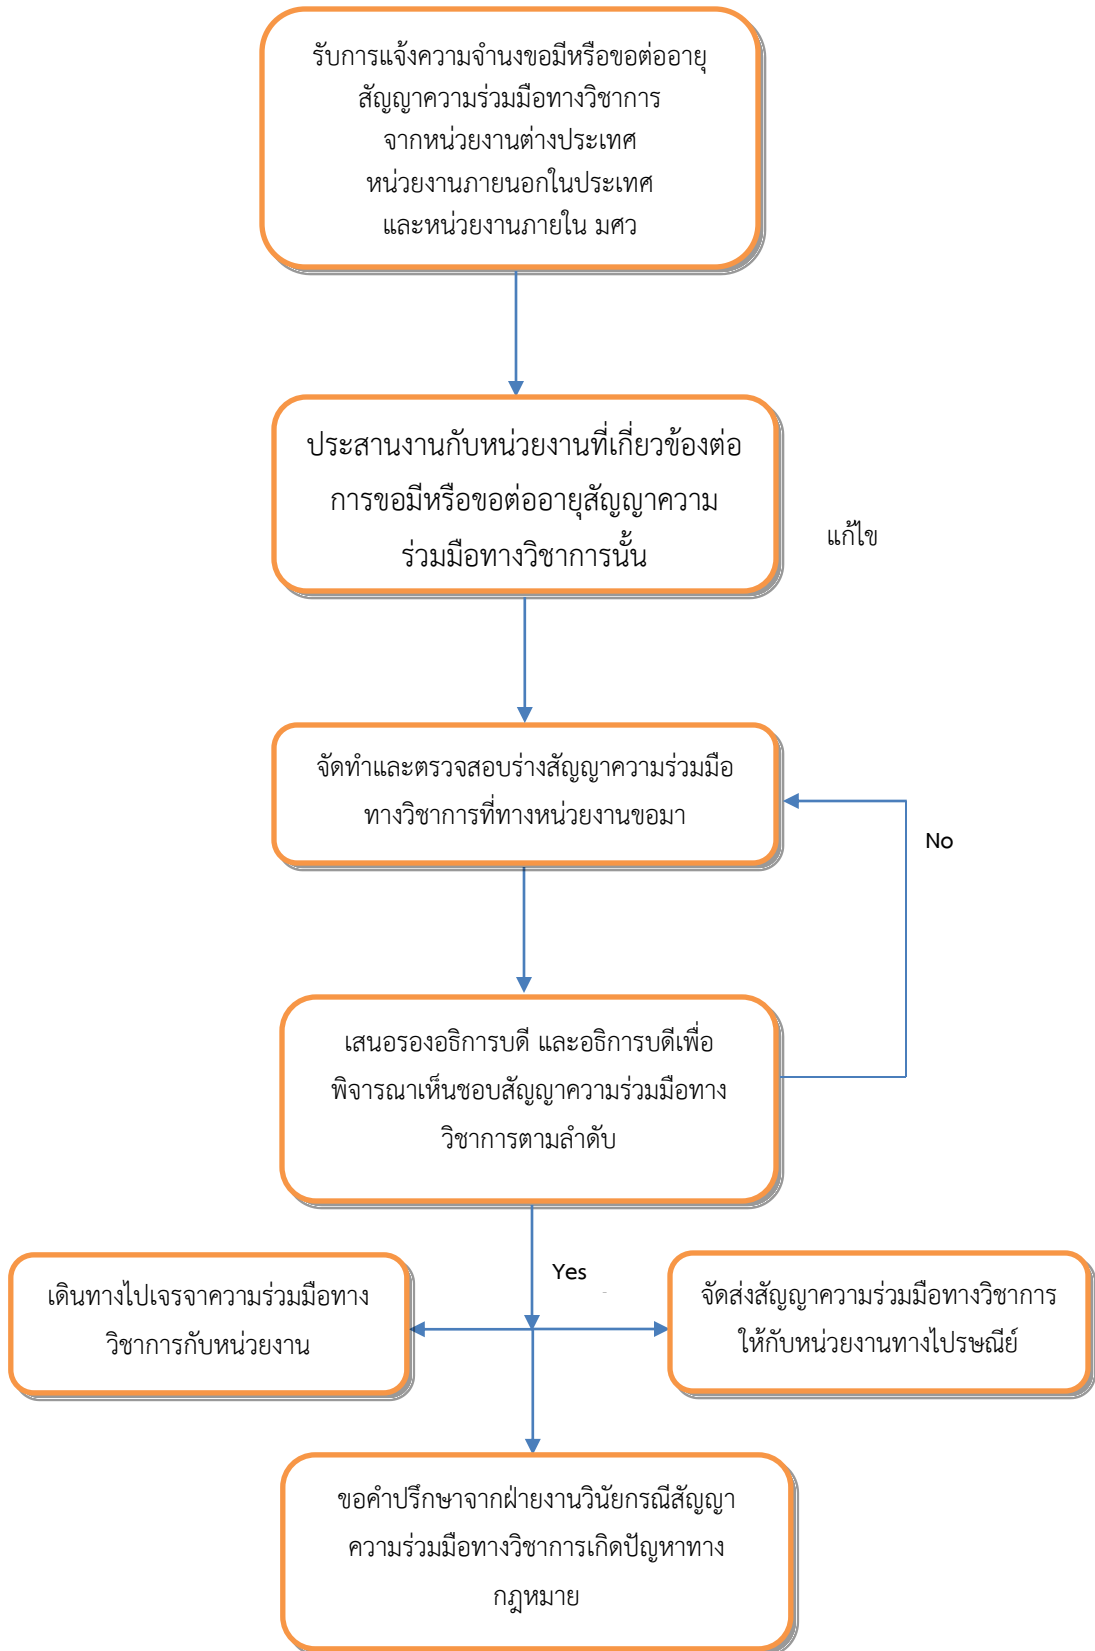 รับการแจ้งความจำนงขอมีหรือขอต่ออายุ
สัญญาความร่วมมือทางวิชาการ
จากหน่วยงานต่างประเทศ
หน่วยงานภายนอกในประเทศ
และหน่วยงานภายใน มศว
ประสานงานกับหน่วยงานที่เกี่ยวข้องต่อ
การขอมีหรือขอต่ออายุสัญญาความ
ร่วมมือทางวิชาการนั้น
แก้ไข
จัดทำและตรวจสอบร่างสัญญาความร่วมมือ
ทางวิชาการที่ทางหน่วยงานขอมา
No
เสนอรองอธิการบดี และอธิการบดีเพื่อ
พิจารณาเห็นชอบสัญญาความร่วมมือทาง
วิชาการตามลำดับ
Yes
เดินทางไปเจรจาความร่วมมือทาง
วิชาการกับหน่วยงาน
จัดส่งสัญญาความร่วมมือทางวิชาการ
ให้กับหน่วยงานทางไปรษณีย์
ขอคำปรึกษาจากฝ่ายงานวินัยกรณีสัญญา
ความร่วมมือทางวิชาการเกิดปัญหาทาง
กฎหมาย